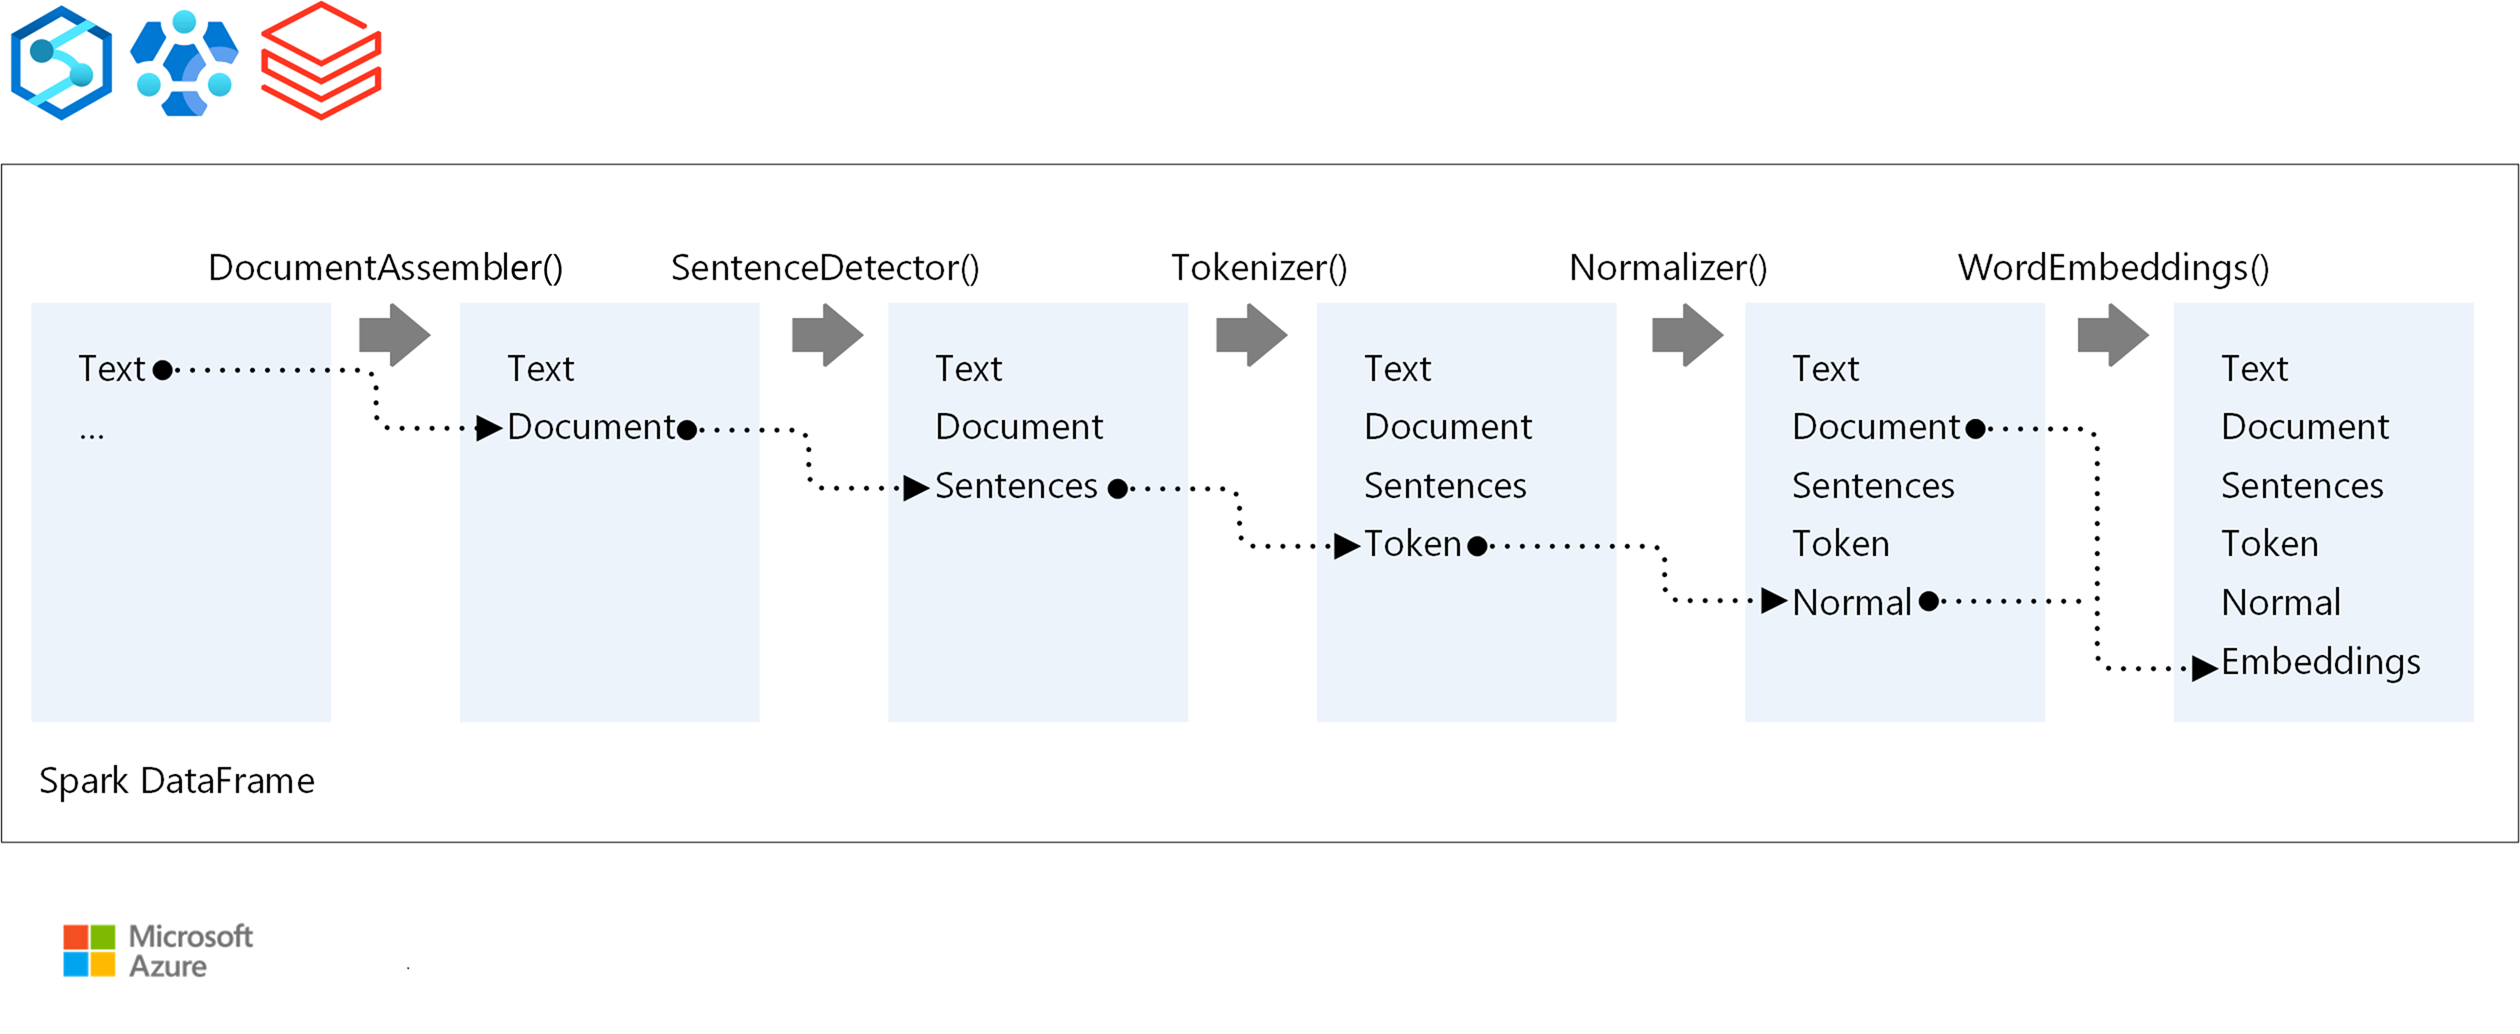 DocumentAssembler()
SentenceDetector()
Tokenizer()
Normalizer()
WordEmbeddings()
Text
...
Text
Document
Text
Document
Sentences
Text
Document
Sentences
Token
Text
Document
Sentences
Token
Normal
Text
Document
Sentences
Token
Normal
Embeddings
Spark DataFrame
Microsoft
Azure
.